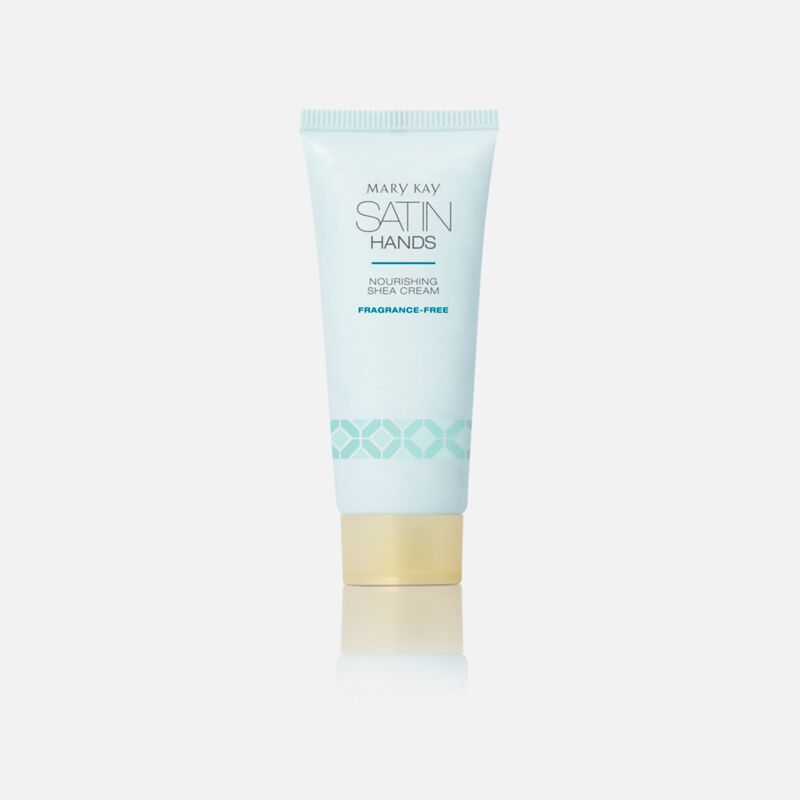 MARY KAY
SATIN
HANDS
NOURISHING
SHEA CREAM
FRAGRANCE-FREE